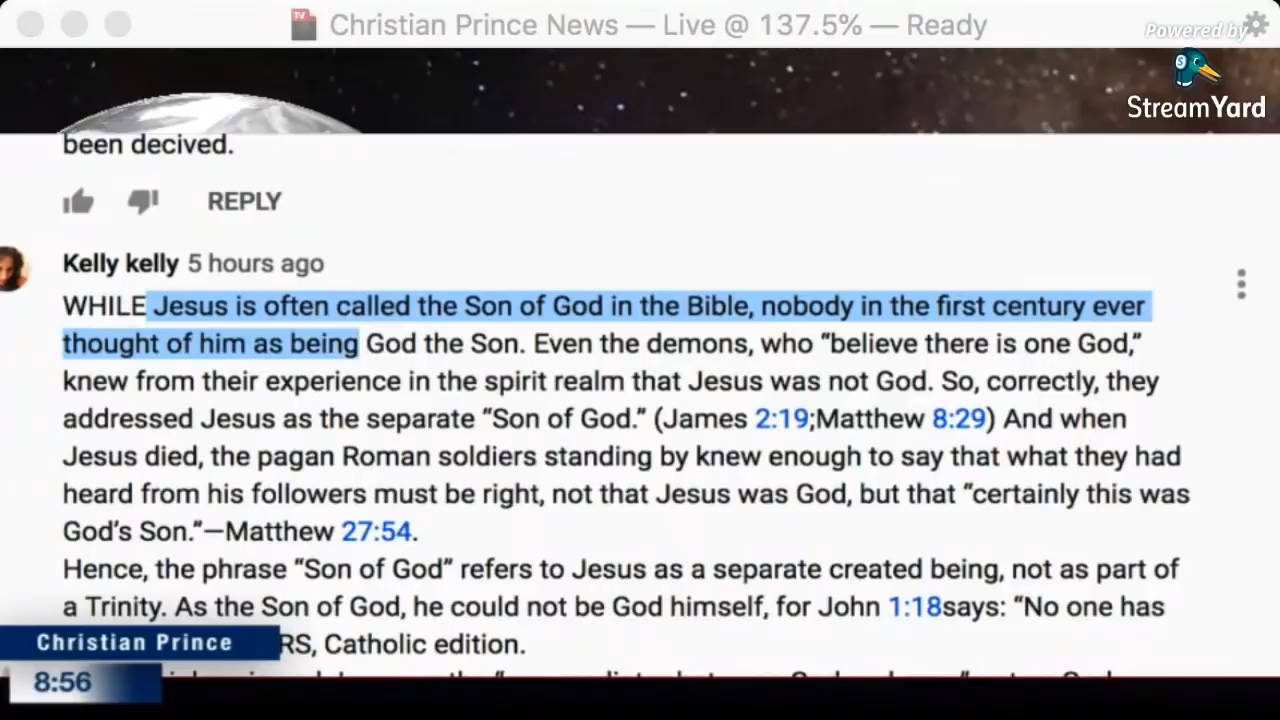 Christian Prince News — Live @ 137.5% — Ready
Powered by
StreamYard
been decived.
REPLY
Kelly kelly 5 hours ago
WHILE Jesus is often called the Son of God in the Bible, nobody in the first century ever
thought of him as being God the Son. Even the demons, who “believe there is one God,”
knew from their experience in the spirit realm that Jesus was not God. So, correctly, they
addressed Jesus as the separate “Son of God.” (James 2:19;Matthew 8:29) And when
Jesus died, the pagan Roman soldiers standing by knew enough to say that what they had
heard from his followers must be right, not that Jesus was God, but that “certainly this was
God’s Son.”—Matthew 27:54.
Hence, the phrase “Son of God” refers to Jesus as a separate created being, not as part of
a Trinity. As the Son of God, he could not be God himself, for John 1:18says: “No one has
RS, Catholic edition.
Christian Prince
8:56